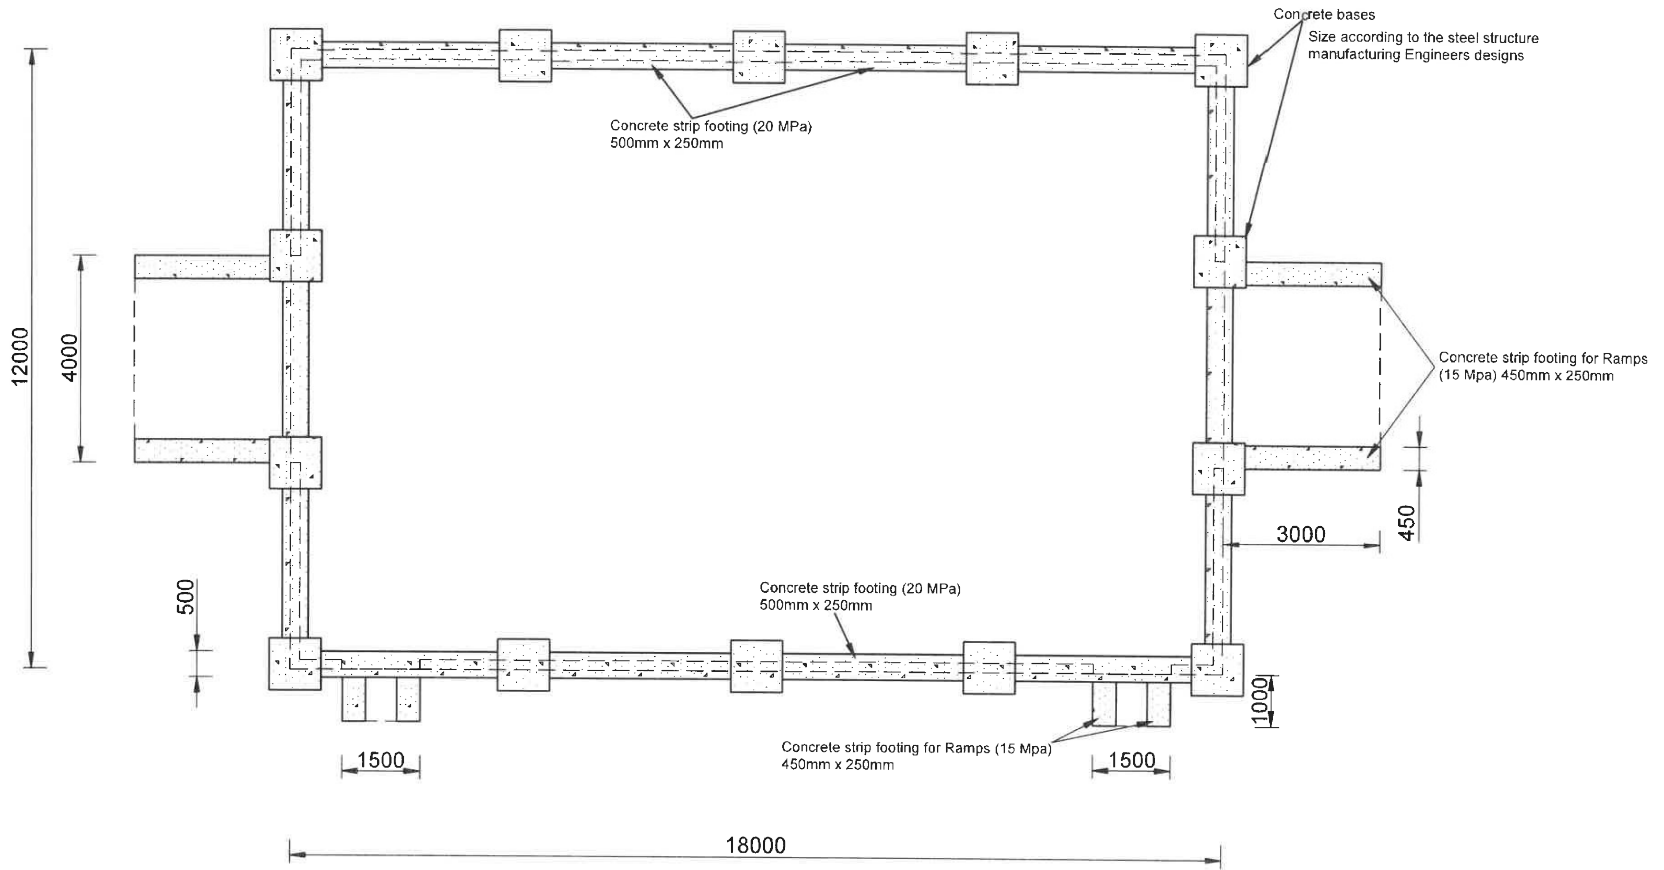 Concrete bases
Size according to the steel structure
manufacturing Engineers designs
Concrete strip footing (20 MPa)
500mm x 250mm
12000
4000
Concrete strip footing for Ramps
(15 Mpa) 450mm x 250mm
450
3000
500
Concrete strip footing (20 MPa)
500mm x 250mm
1000
Concrete strip footing for Ramps (15 Mpa)
450mm x 250mm
1500
1500
18000